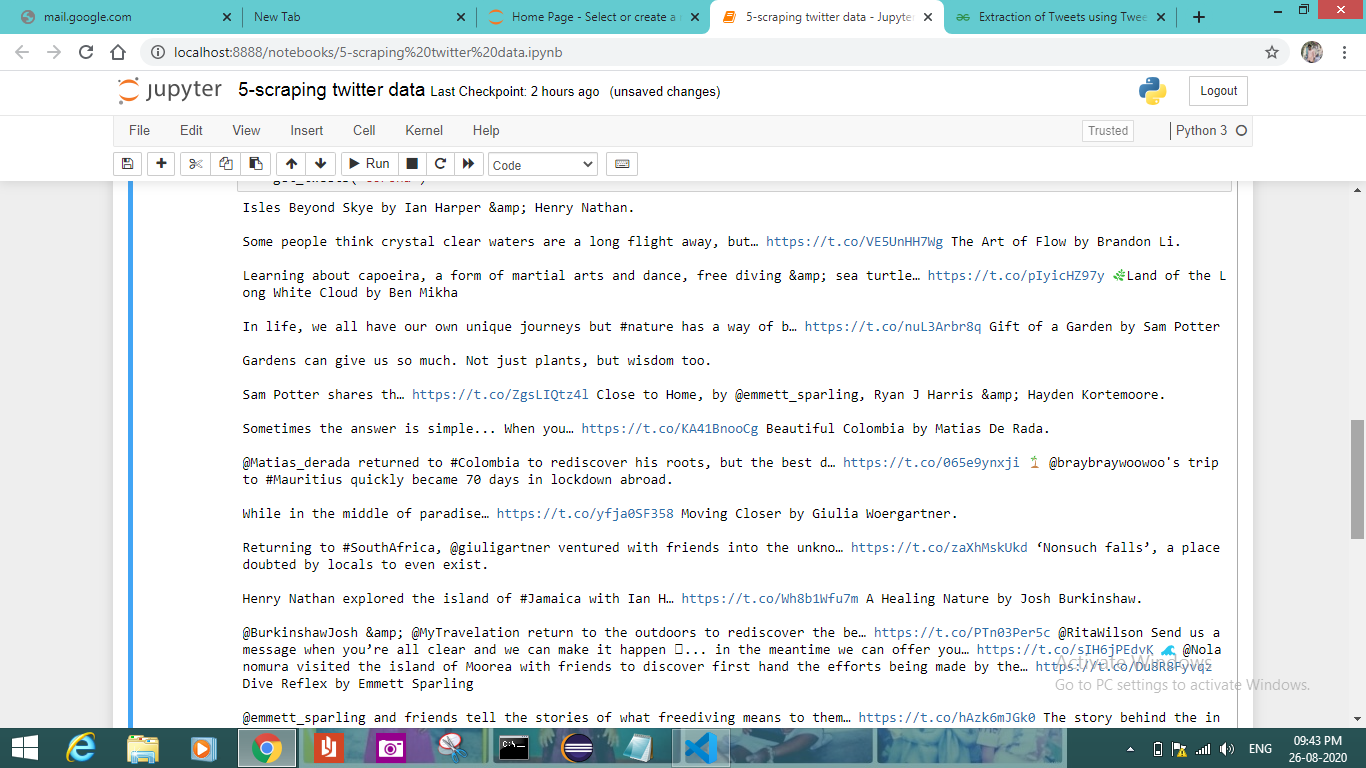 mail.google.com
New Tab
Home Page - Select or create a
5-scraping twitter data - Jupyter
Extraction of Tweets using Twee
localhost:8888/notebooks/5-scraping%20twitter%20data.ipynb
jupyter 5-scraping twitter data Last Checkpoint: 2 hours ago (unsaved changes)
Logout
File Edit View Insert Cell Kernel Help
Trusted
Python 3
Run
Code
Isles Beyond Skye by Ian Harper &amp; Henry Nathan.
Some people think crystal clear waters are a long flight away, but… https://t.co/VE5UnHH7Wg The Art of Flow by Brandon Li.
Learning about capoeira, a form of martial arts and dance, free diving &amp; sea turtle… https://t.co/pIyicHZ97y 🌿Land of the L
ong White Cloud by Ben Mikha
In life, we all have our own unique journeys but #nature has a way of b… https://t.co/nuL3Arbr8q Gift of a Garden by Sam Potter
Gardens can give us so much. Not just plants, but wisdom too.
Sam Potter shares th… https://t.co/ZgsLIQtz4l Close to Home, by @emmett_sparling, Ryan J Harris &amp; Hayden Kortemoore.
Sometimes the answer is simple... When you… https://t.co/KA41BnooCg Beautiful Colombia by Matias De Rada.
@Matias_derada returned to #Colombia to rediscover his roots, but the best d… https://t.co/065e9ynxji 🏝 @braybraywoowoo's trip
to #Mauritius quickly became 70 days in lockdown abroad.
While in the middle of paradise… https://t.co/yfja0SF358 Moving Closer by Giulia Woergartner.
Returning to #SouthAfrica, @giuligartner ventured with friends into the unkno… https://t.co/zaXhMskUkd ‘Nonsuch falls’, a place
doubted by locals to even exist.
Henry Nathan explored the island of #Jamaica with Ian H… https://t.co/Wh8b1Wfu7m A Healing Nature by Josh Burkinshaw.
@BurkinshawJosh &amp; @MyTravelation return to the outdoors to rediscover the be… https://t.co/PTn03Per5c @RitaWilson Send us a
message when you’re all clear and we can make it happen ... in the meantime we can offer you… https://t.co/sIH6jPEdvK 🌊 @Nola
nomura visited the island of Moorea with friends to discover first hand the efforts being made by the… https://t.co/Du8R8Fyvqz
Dive Reflex by Emmett Sparling
@emmett_sparling and friends tell the stories of what freediving means to them… https://t.co/hAzk6mJGk0 The story behind the in
Activate Windows
Go to PC settings to activate Windows.
ENG
09:43 PM
26-08-2020